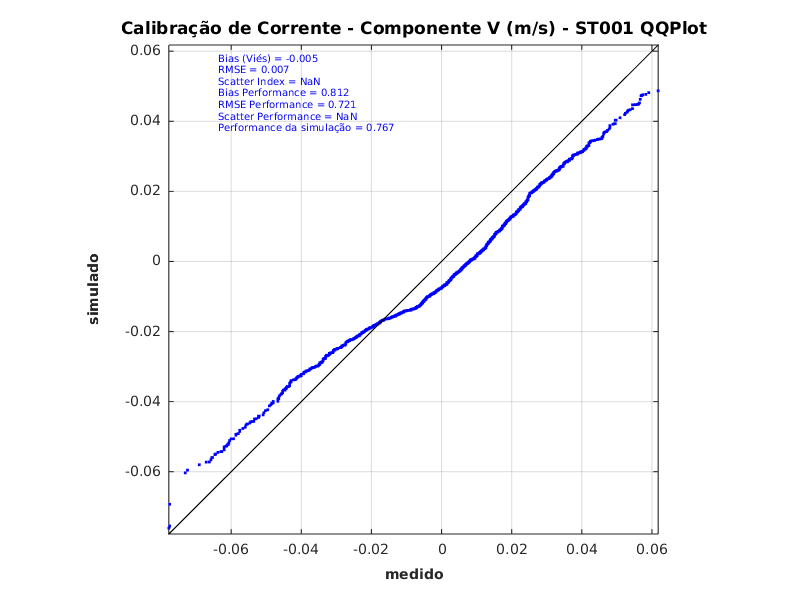 Calibração de Corrente - Componente V (m/s) - ST001 QQPlot
Bias (Viés) = -0.005
RMSE = 0.007
Scatter Index = NaN
Bias Performance = 0.812
RMSE Performance = 0.721
Scatter Performance = NaN
Performance da simulação = 0.767
0.06
0.04
0.02
0
-0.02
-0.04
-0.06
simulado
-0.06 -0.04 -0.02 0 0.02 0.04 0.06
medido